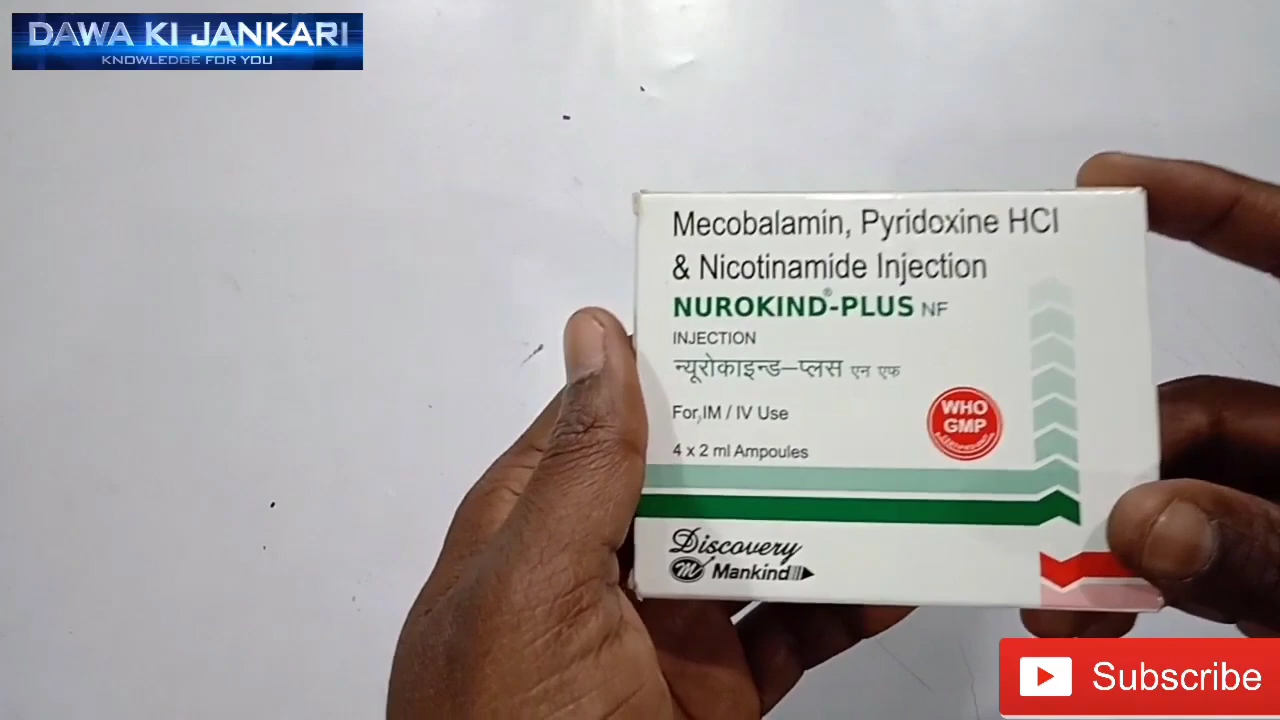 DAWA KI JANKARI
KNOWLEDGE FOR YOU
Mecobalamin, Pyridoxine HCl
& Nicotinamide Injection
NUROKIND®-PLUS NF
INJECTION
न्यूरोकाइन्ड–प्लस एन एफ
For IM / IV Use
WHO
GMP
4 x 2 ml Ampoules
Discovery
m Mankind
Subscribe